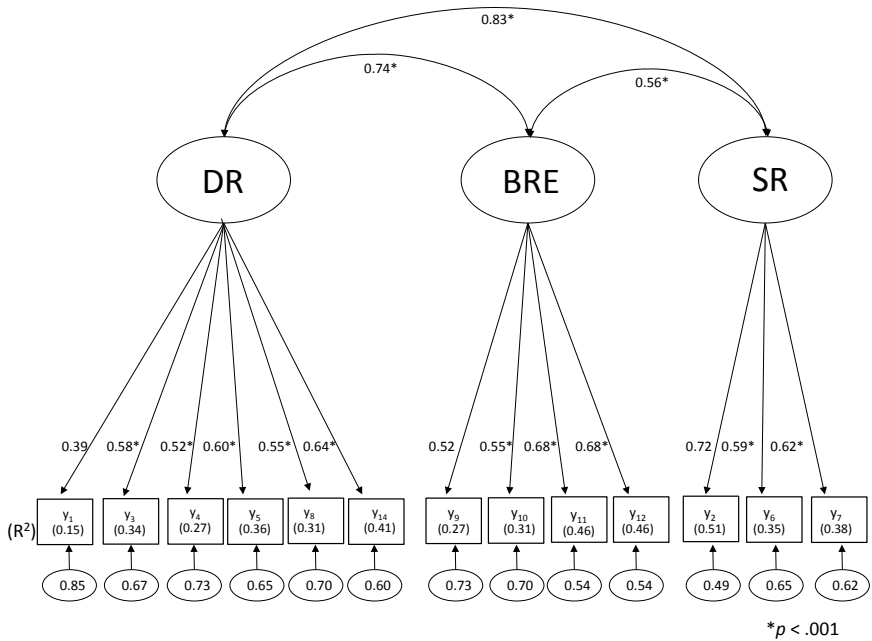 0.83*
0.74*
0.56*
DR BRE SR
0.39 0.58* 0.52* 0.60* 0.55* 0.64* 0.52 0.55* 0.68* 0.68* 0.72 0.59* 0.62*
y₁ y₃ y₄ y₅ y₈ y₁₄ y₉ y₁₀ y₁₁ y₁₂ y₂ y₆ y₇
(R²) (0.15) (0.34) (0.27) (0.36) (0.31) (0.41) (0.27) (0.31) (0.46) (0.46) (0.51) (0.35) (0.38)
0.85 0.67 0.73 0.65 0.70 0.60 0.73 0.70 0.54 0.54 0.49 0.65 0.62
*p < .001